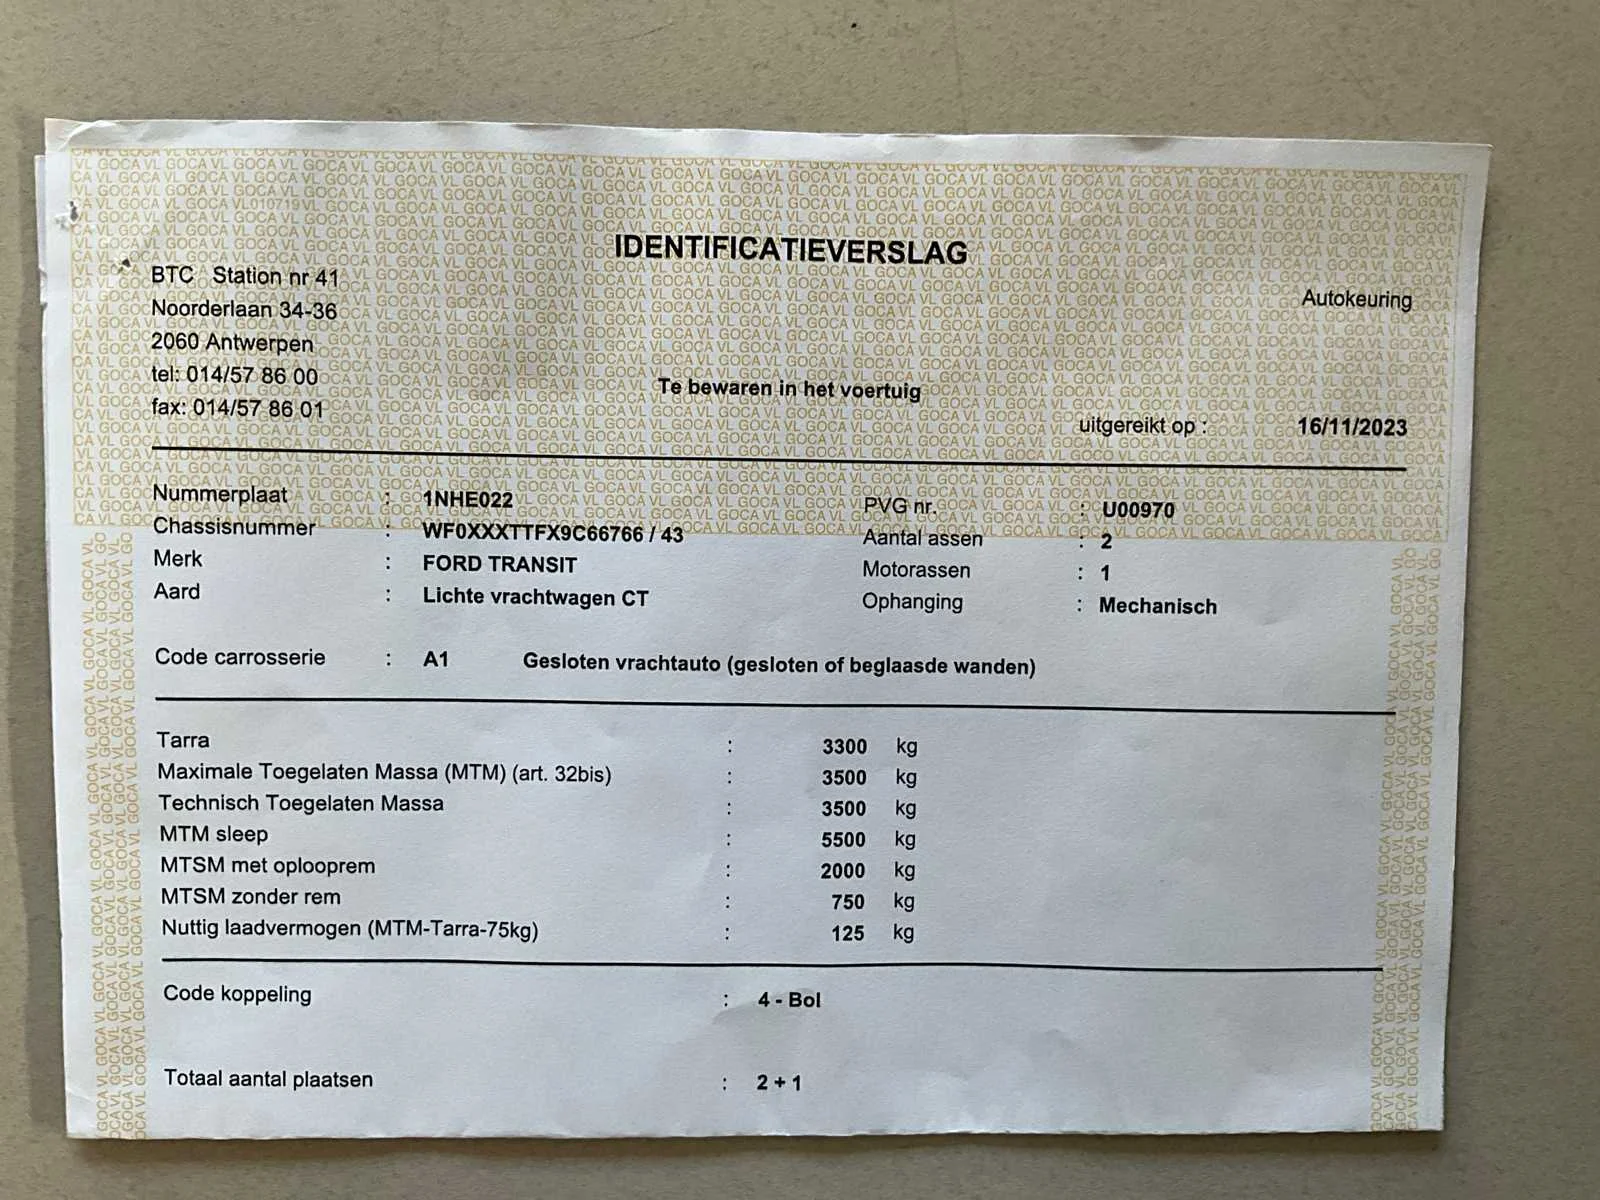 IDENTIFICATIEVERSLAG
BTC Station nr 41
Noorderlaan 34-36
2060 Antwerpen
tel: 014/57 86 00
fax: 014/57 86 01
Autokeuring
Te bewaren in het voertuig
uitgereikt op : 16/11/2023
Nummerplaat : 1NHE022
Chassisnummer : WF0XXXTTFX9C66766 / 43
Merk : FORD TRANSIT
Aard : Lichte vrachtwagen CT
PVG nr. : U00970
Aantal assen : 2
Motorassen : 1
Ophanging : Mechanisch
Code carrosserie : A1 Gesloten vrachtauto (gesloten of beglaasde wanden)
Tarra : 3300 kg
Maximale Toegelaten Massa (MTM) (art. 32bis) : 3500 kg
Technisch Toegelaten Massa : 3500 kg
MTM sleep : 5500 kg
MTSM met oplooprem : 2000 kg
MTSM zonder rem : 750 kg
Nuttig laadvermogen (MTM-Tarra-75kg) : 125 kg
Code koppeling : 4 - Bol
Totaal aantal plaatsen : 2 + 1